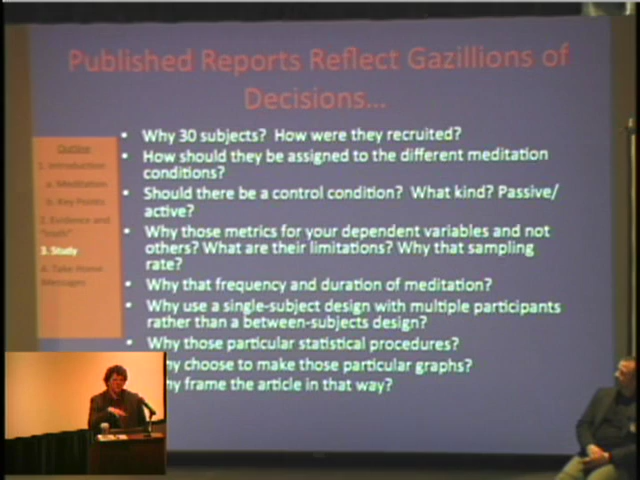 Published Reports Reflect Gazillions of
Decisions...
Outline
1. Introduction
a. Meditation
b. Key Points
2. Evidence and
"truth"
3. Study
4. Take Home
Messages
• Why 30 subjects? How were they recruited?
• How should they be assigned to the different meditation
conditions?
• Should there be a control condition? What kind? Passive/
active?
• Why those metrics for your dependent variables and not
others? What are their limitations? Why that sampling
rate?
• Why that frequency and duration of meditation?
• Why use a single-subject design with multiple participants
rather than a between-subjects design?
• Why those particular statistical procedures?
hy choose to make those particular graphs?
hy frame the article in that way?